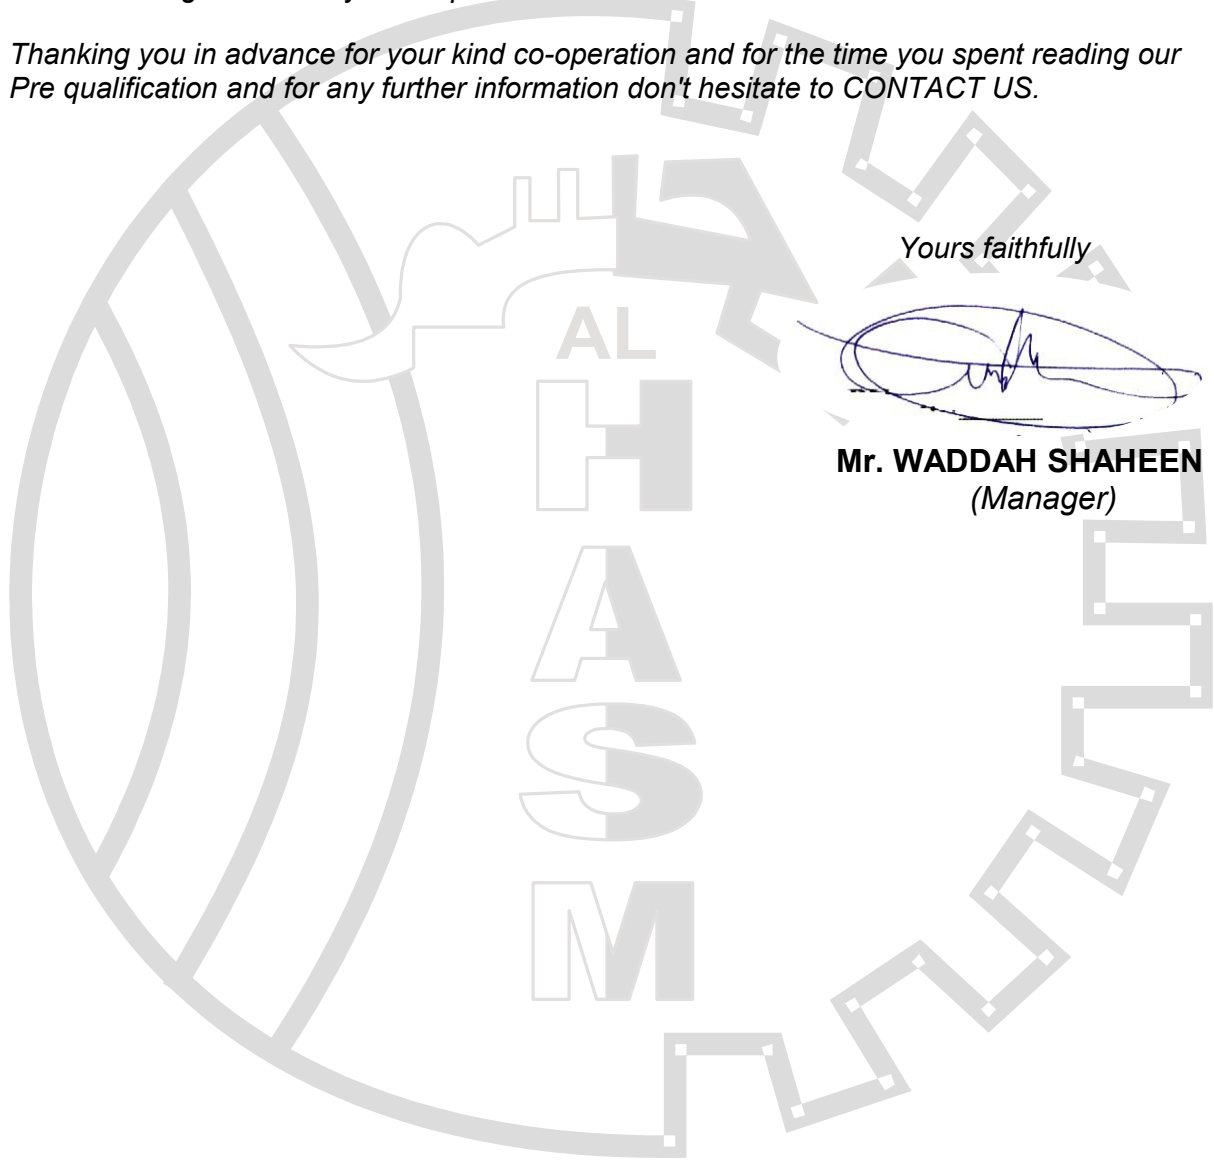 Thanking you in advance for your kind co-operation and for the time you spent reading our
Pre qualification and for any further information don't hesitate to CONTACT US.
Yours faithfully
Mr. WADDAH SHAHEEN
(Manager)
AL
H
A
S
M